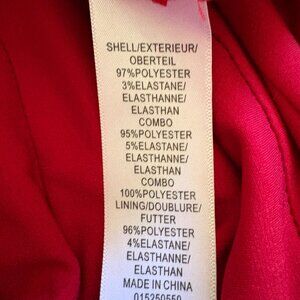 SHELL/EXTERIEUR/
OBERTEIL
97%POLYESTER
3%ELASTANE/
ELASTHANNE/
ELASTHAN
COMBO
95%POLYESTER
5%ELASTANE/
ELASTHANNE/
ELASTHAN
COMBO
100%POLYESTER
LINING/DOUBLURE/
FUTTER
96%POLYESTER
4%ELASTANE/
ELASTHANNE/
ELASTHAN
MADE IN CHINA
015250550